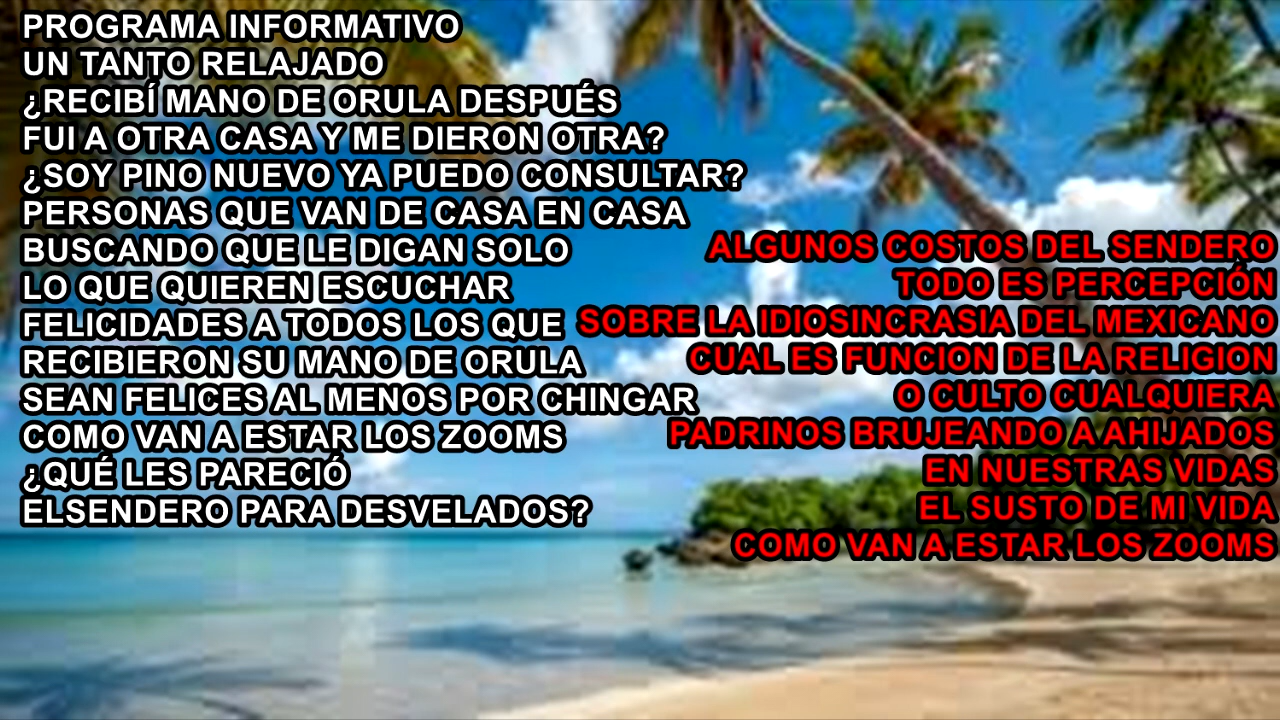 PROGRAMA INFORMATIVO
UN TANTO RELAJADO
¿RECIBÍ MANO DE ORULA DESPUÉS
FUI A OTRA CASA Y ME DIERON OTRA?
¿SOY PINO NUEVO YA PUEDO CONSULTAR?
PERSONAS QUE VAN DE CASA EN CASA
BUSCANDO QUE LE DIGAN SOLO
LO QUE QUIEREN ESCUCHAR
FELICIDADES A TODOS LOS QUE
RECIBIERON SU MANO DE ORULA
SEAN FELICES AL MENOS POR CHINGAR
COMO VAN A ESTAR LOS ZOOMS
¿QUÉ LES PARECIÓ
ELSENDERO PARA DESVELADOS?
ALGUNOS COSTOS DEL SENDERO
TODO ES PERCEPCIÓN
SOBRE LA IDIOSINCRASIA DEL MEXICANO
CUAL ES FUNCION DE LA RELIGION
O CULTO CUALQUIERA
PADRINOS BRUJEANDO A AHIJADOS
EN NUESTRAS VIDAS
EL SUSTO DE MI VIDA
COMO VAN A ESTAR LOS ZOOMS